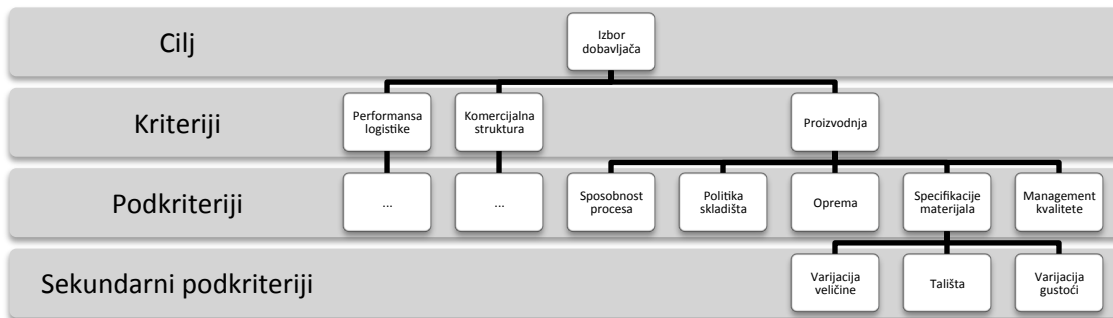 Cilj
Izbor
dobavljača
Kriteriji
Performansa
logistike
Komercijalna
struktura
Proizvodnja
Podkriteriji
...
...
Sposobnost
procesa
Politika
skladišta
Oprema
Specifikacije
materijala
Management
kvalitete
Sekundarni podkriteriji
Varijacija
veličine
Tališta
Varijacija
gustoći